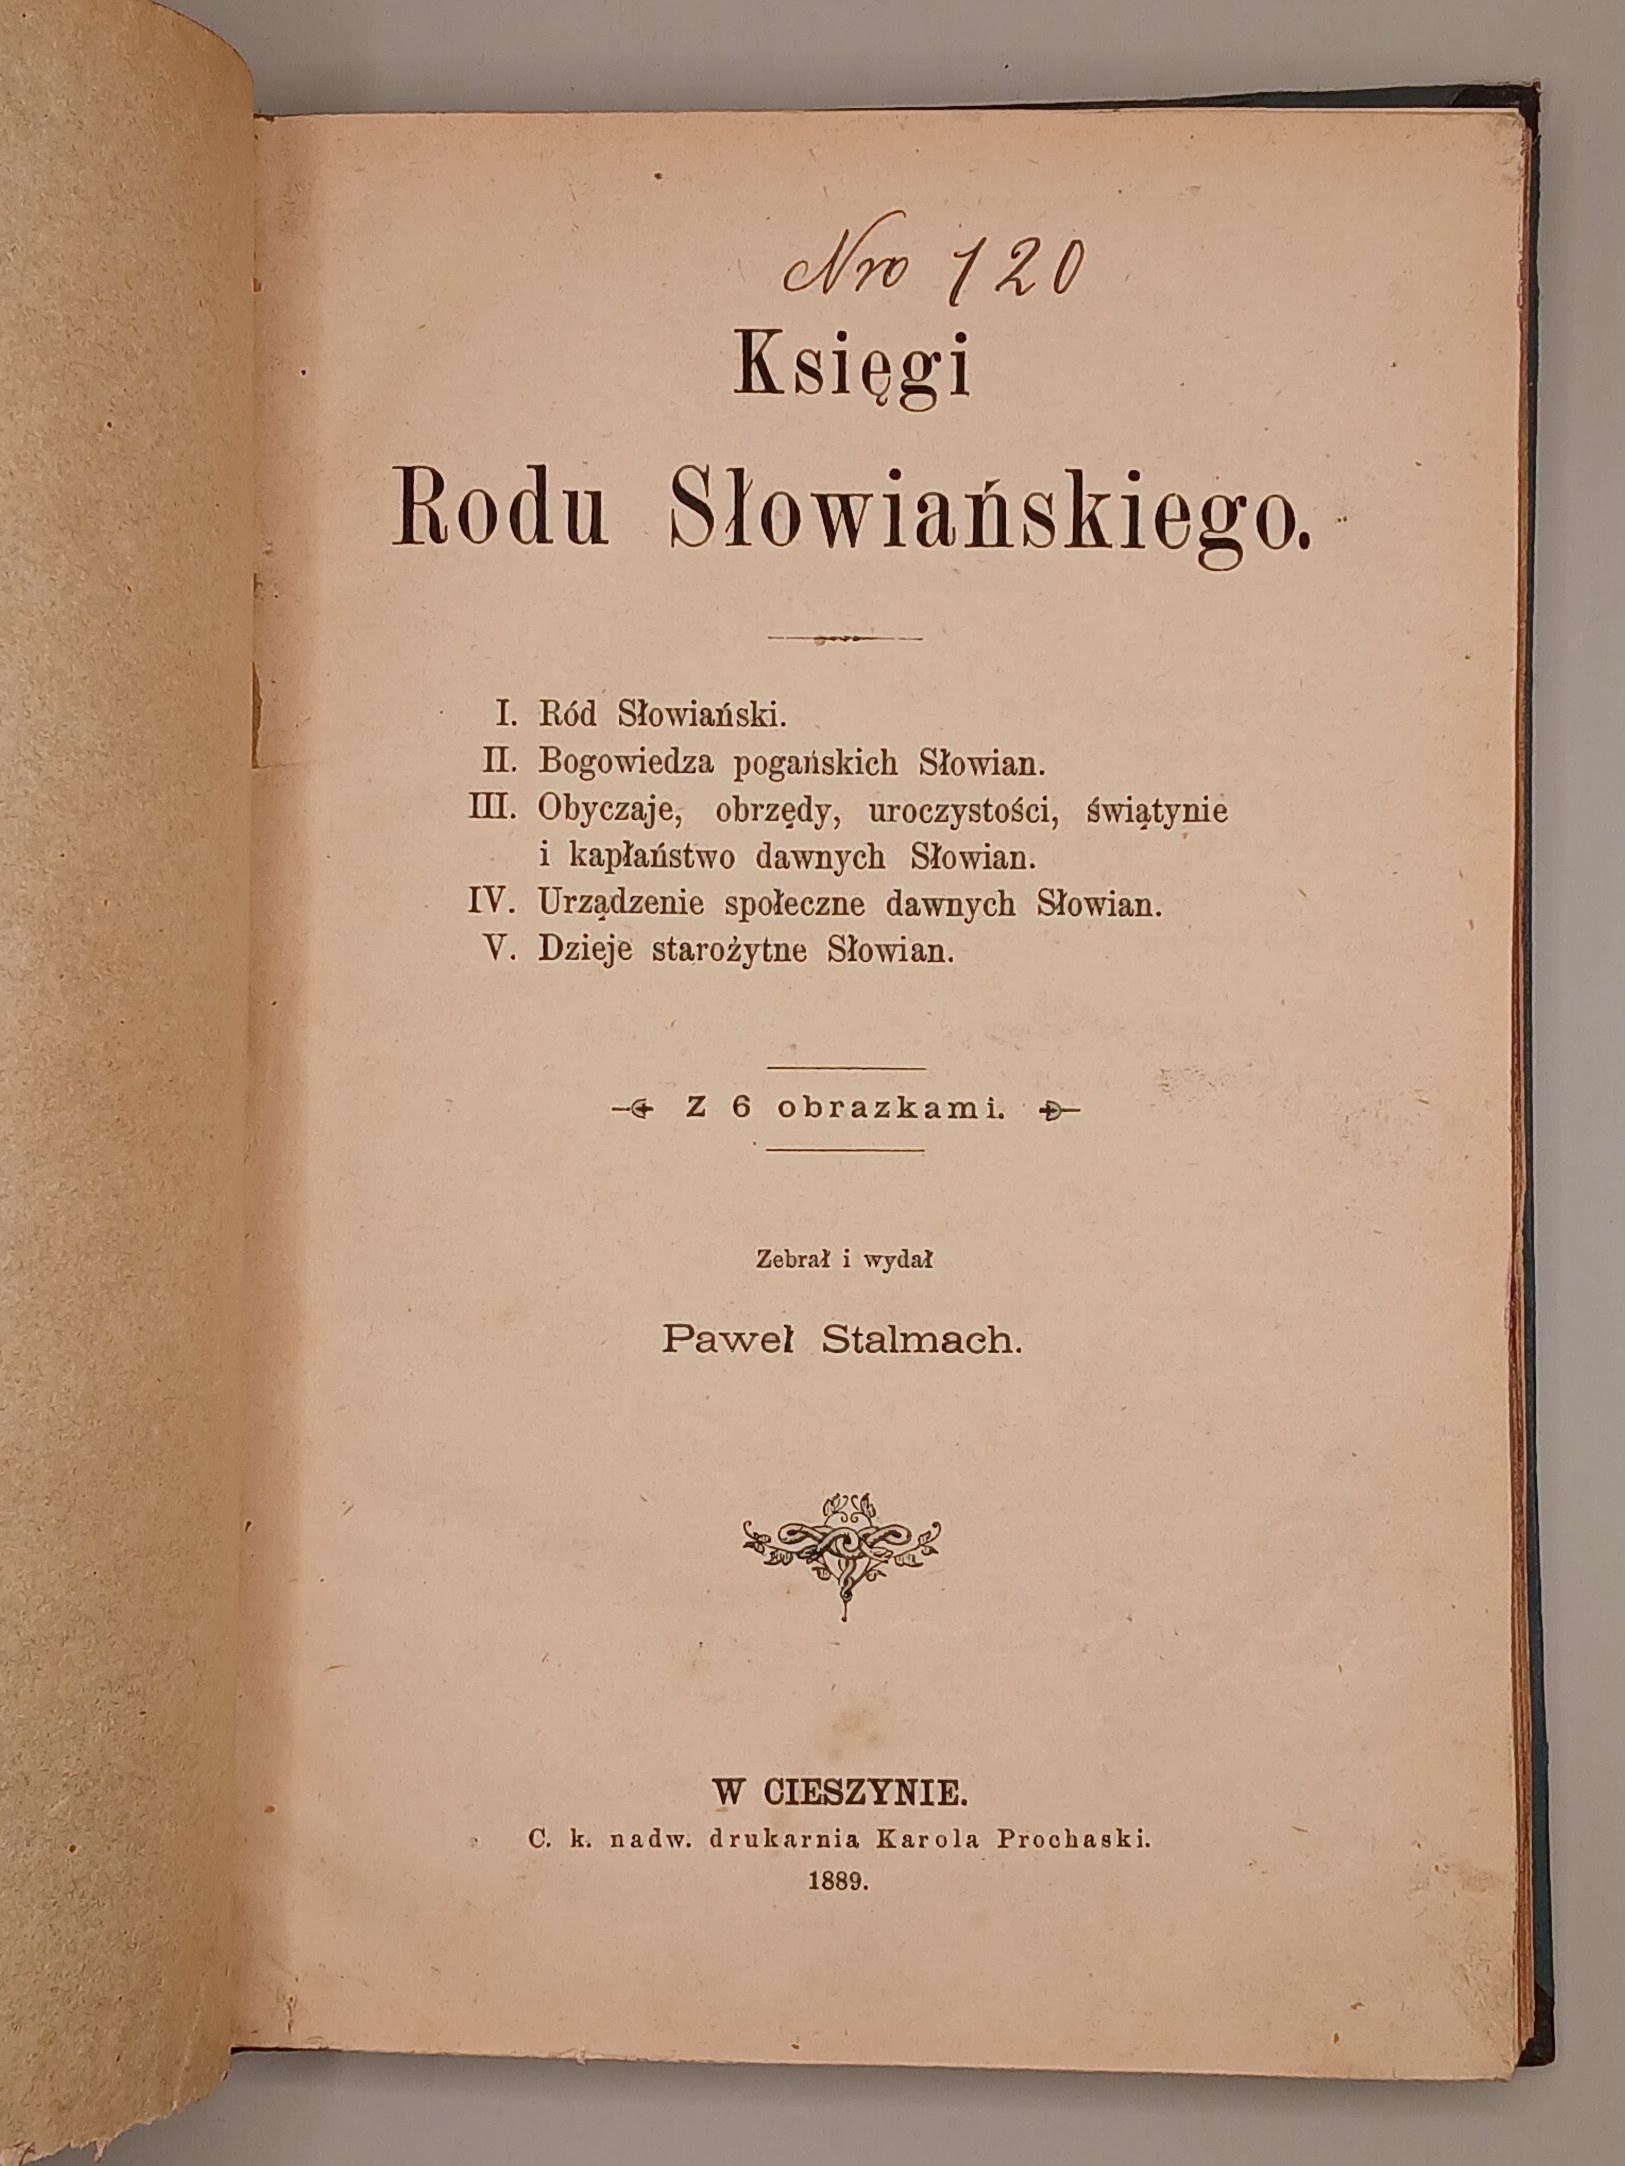 Nro 120
Księgi
Rodu Słowiańskiego.
I. Ród Słowiański.
II. Bogowiedza pogańskich Słowian.
III. Obyczaje, obrzędy, uroczystości, świątynie
i kapłaństwo dawnych Słowian.
IV. Urządzenie społeczne dawnych Słowian.
V. Dzieje starożytne Słowian.
Z 6 obrazkami.
Zebrał i wydał
Paweł Stalmach.
W CIESZYNIE.
C. k. nadw. drukarnia Karola Prochaski.
1889.